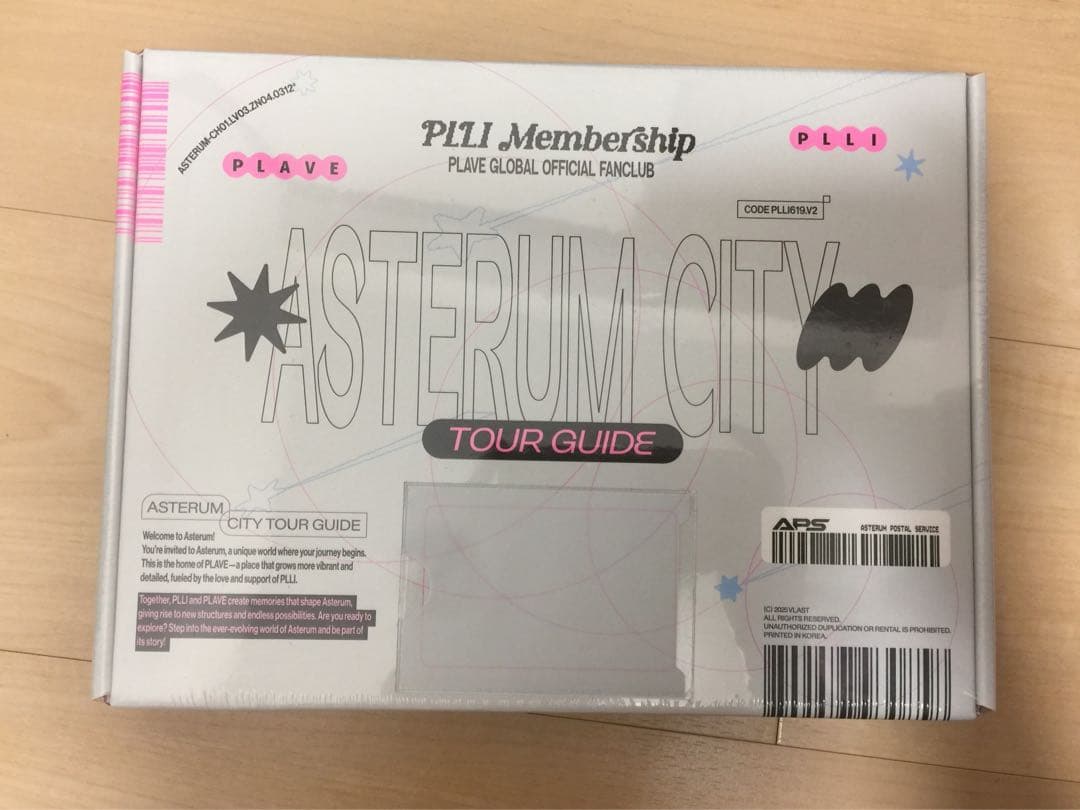 ASTERUM-CH01.LV03.ZN04.0312*
PLAVE
PLLI Membership
PLAVE GLOBAL OFFICIAL FANCLUB
PLLI
CODE PLLI619.V2
ASTERUM CITY
TOUR GUIDE
ASTERUM
CITY TOUR GUIDE
Welcome to Asterum!
You're invited to Asterum, a unique world where your journey begins.
This is the home of PLAVE—a place that grows more vibrant and
detailed, fueled by the love and support of PLLI.
Together, PLLI and PLAVE create memories that shape Asterum,
giving rise to new structures and endless possibilities. Are you ready to
explore? Step into the ever-evolving world of Asterum and be part of
its story!
APS
ASTERUM POSTAL SERVICE
(C) 2025 VLAST
ALL RIGHTS RESERVED.
UNAUTHORIZED DUPLICATION OR RENTAL IS PROHIBITED.
PRINTED IN KOREA.